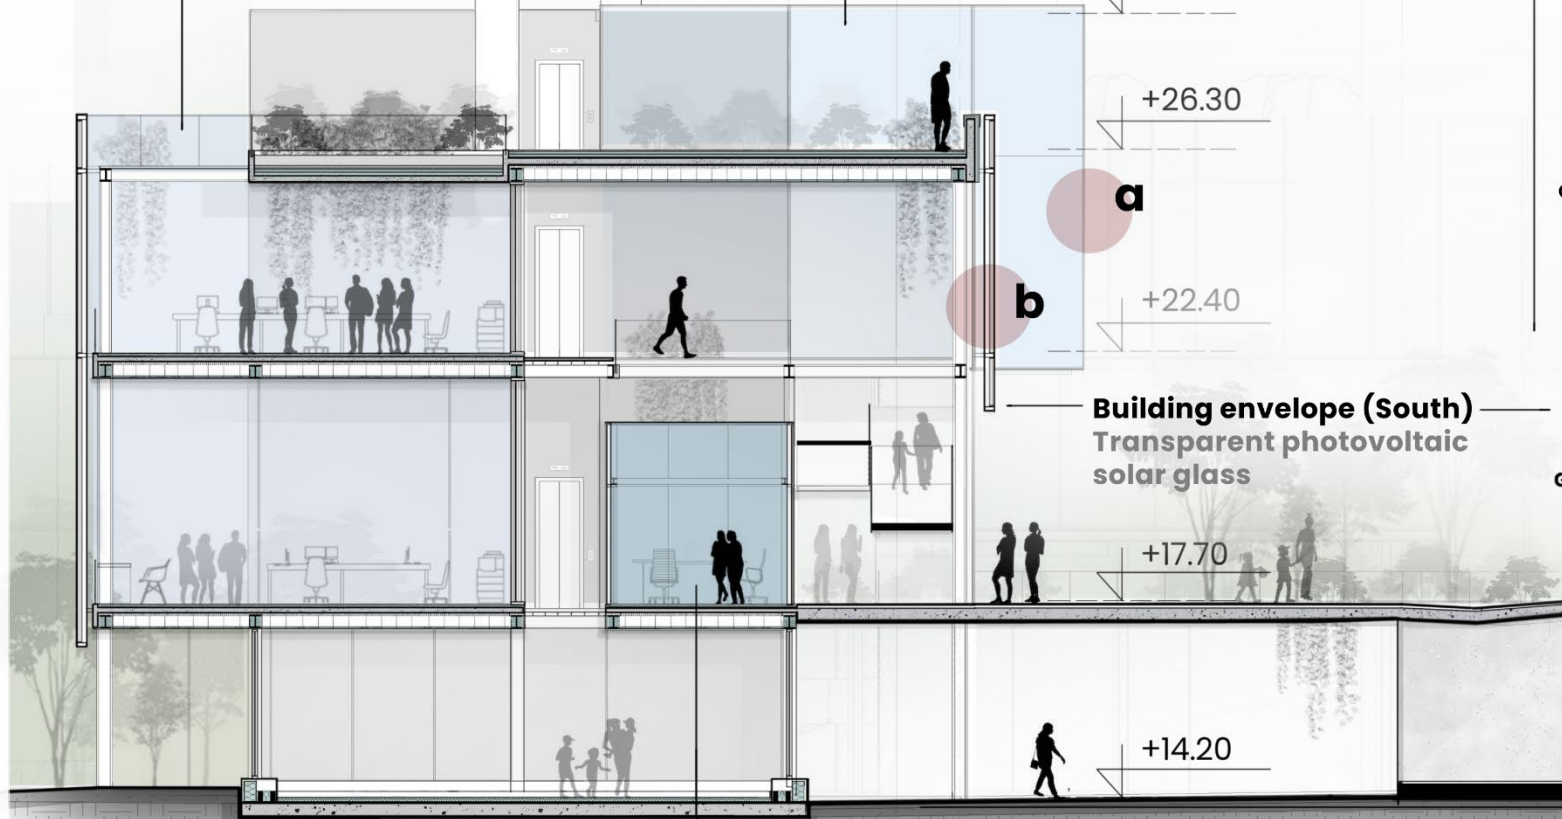 +26.30
a
+22.40
b
Building envelope (South)
Transparent photovoltaic
solar glass
+17.70
+14.20